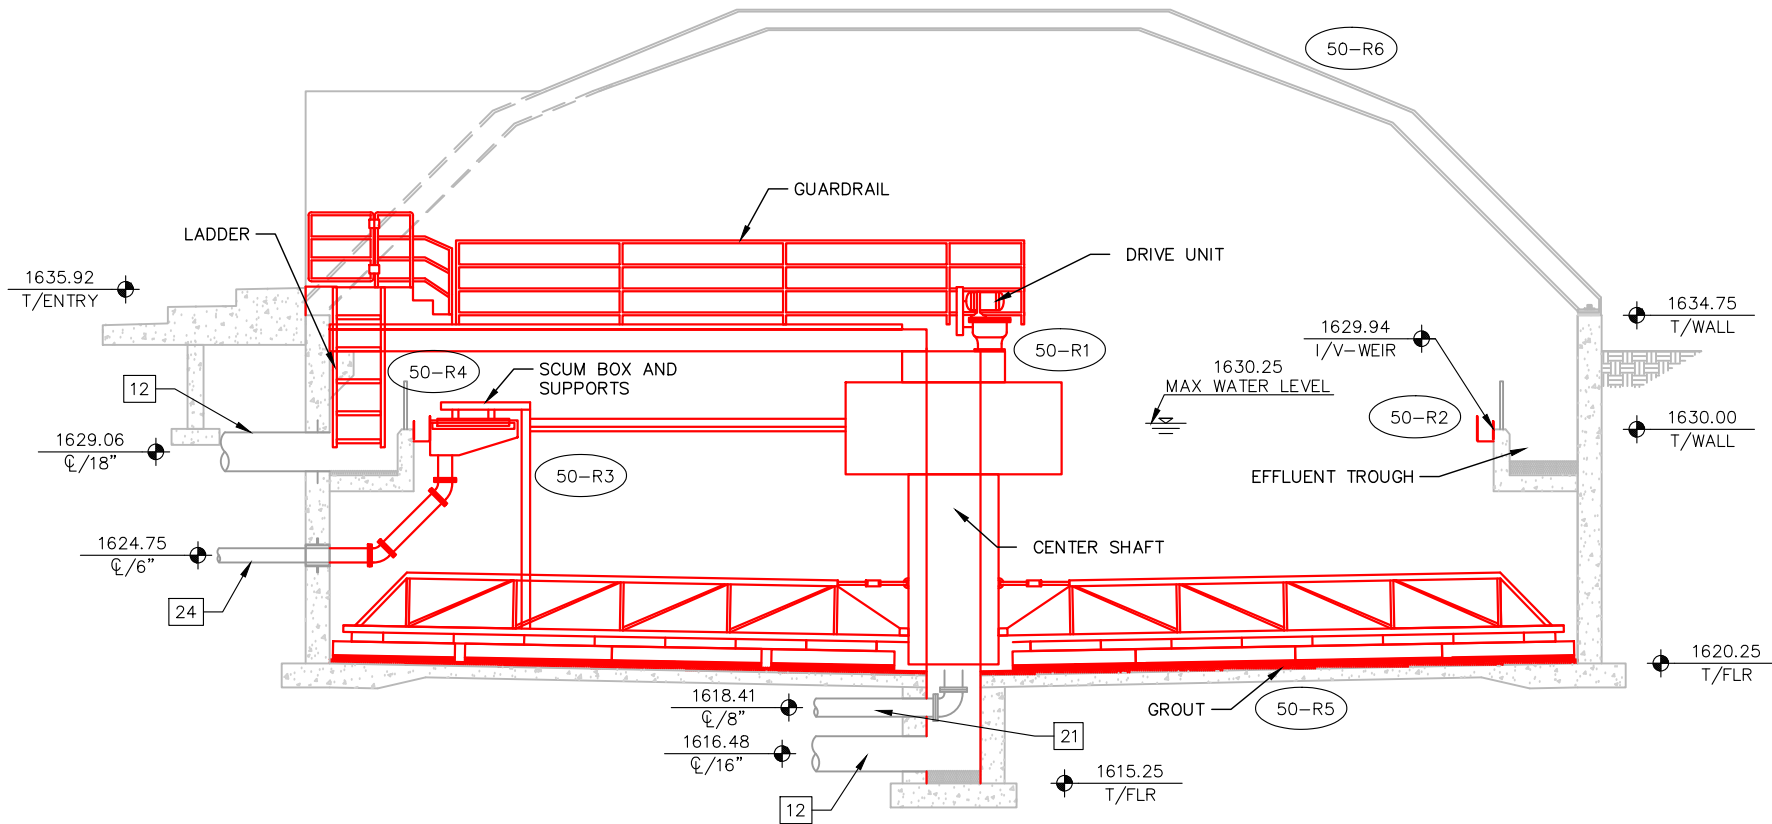 50-R6
GUARDRAIL
LADDER
DRIVE UNIT
1635.92
T/ENTRY
1634.75
T/WALL
1629.94
I/V-WEIR
50-R1
50-R4
SCUM BOX AND
SUPPORTS
1630.25
MAX WATER LEVEL
12
50-R2
1630.00
T/WALL
1629.06
℄/18"
50-R3
EFFLUENT TROUGH
1624.75
℄/6"
CENTER SHAFT
24
1620.25
T/FLR
1618.41
℄/8"
GROUT
50-R5
21
1616.48
℄/16"
1615.25
T/FLR
12